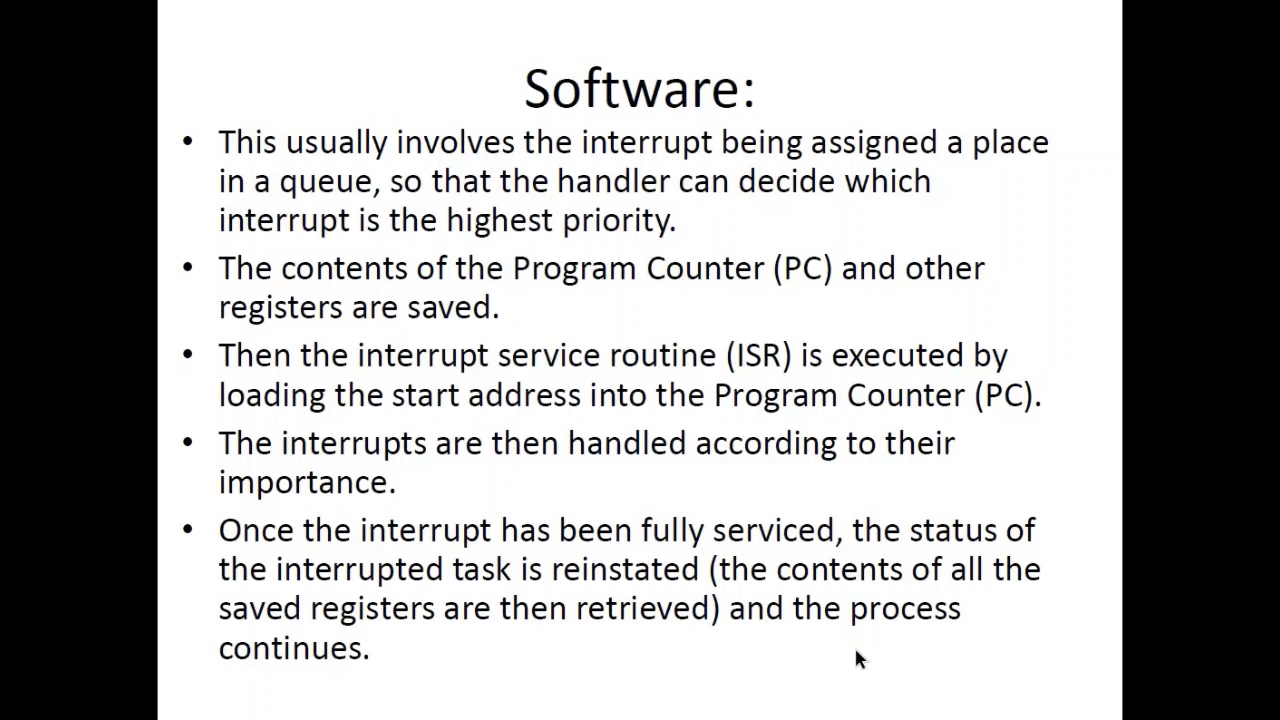 Software:
• This usually involves the interrupt being assigned a place
in a queue, so that the handler can decide which
interrupt is the highest priority.
• The contents of the Program Counter (PC) and other
registers are saved.
• Then the interrupt service routine (ISR) is executed by
loading the start address into the Program Counter (PC).
• The interrupts are then handled according to their
importance.
• Once the interrupt has been fully serviced, the status of
the interrupted task is reinstated (the contents of all the
saved registers are then retrieved) and the process
continues.